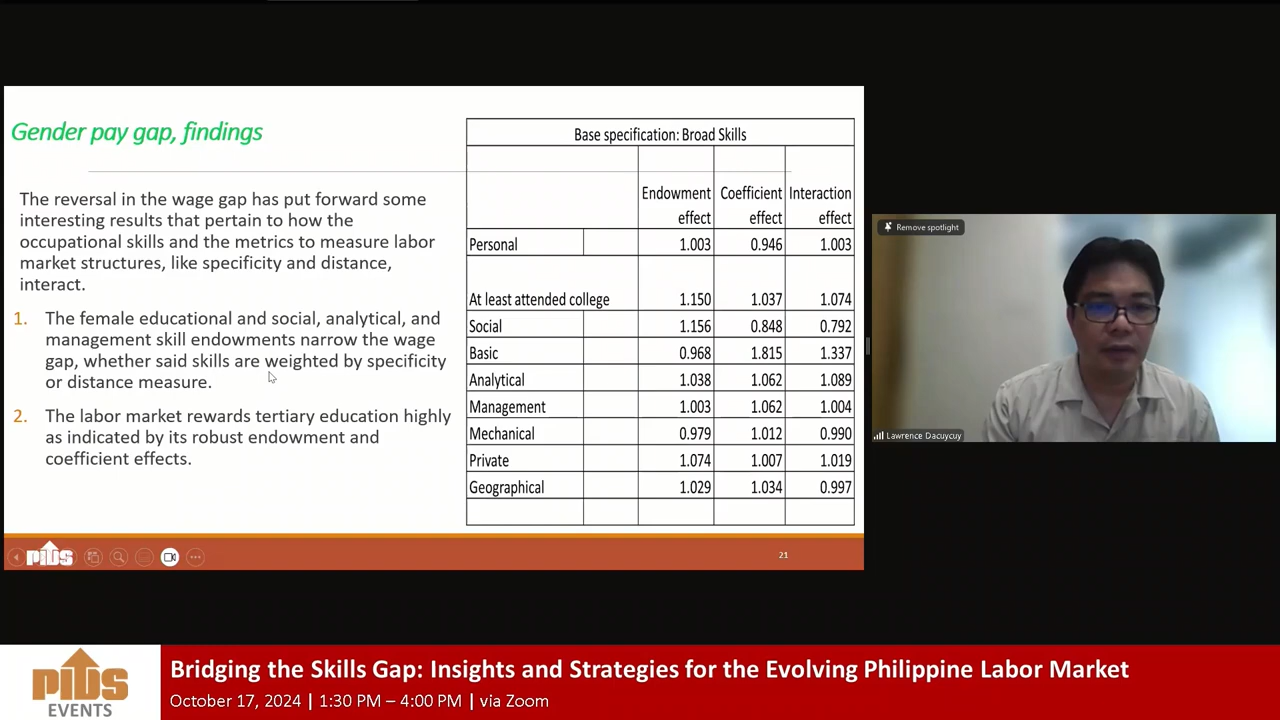 Gender pay gap, findings
The reversal in the wage gap has put forward some
interesting results that pertain to how the
occupational skills and the metrics to measure labor
market structures, like specificity and distance,
interact.
1. The female educational and social, analytical, and
management skill endowments narrow the wage
gap, whether said skills are weighted by specificity
or distance measure.
2. The labor market rewards tertiary education highly
as indicated by its robust endowment and
coefficient effects.
Base specification: Broad Skills
Endowment effect Coefficient effect Interaction effect
Personal 1.003 0.946 1.003
At least attended college 1.150 1.037 1.074
Social 1.156 0.848 0.792
Basic 0.968 1.815 1.337
Analytical 1.038 1.062 1.089
Management 1.003 1.062 1.004
Mechanical 0.979 1.012 0.990
Private 1.074 1.007 1.019
Geographical 1.029 1.034 0.997
PIDS
21
Remove spotlight
Lawrence Dacuycuy
PIDS
EVENTS
Bridging the Skills Gap: Insights and Strategies for the Evolving Philippine Labor Market
October 17, 2024 | 1:30 PM – 4:00 PM | via Zoom